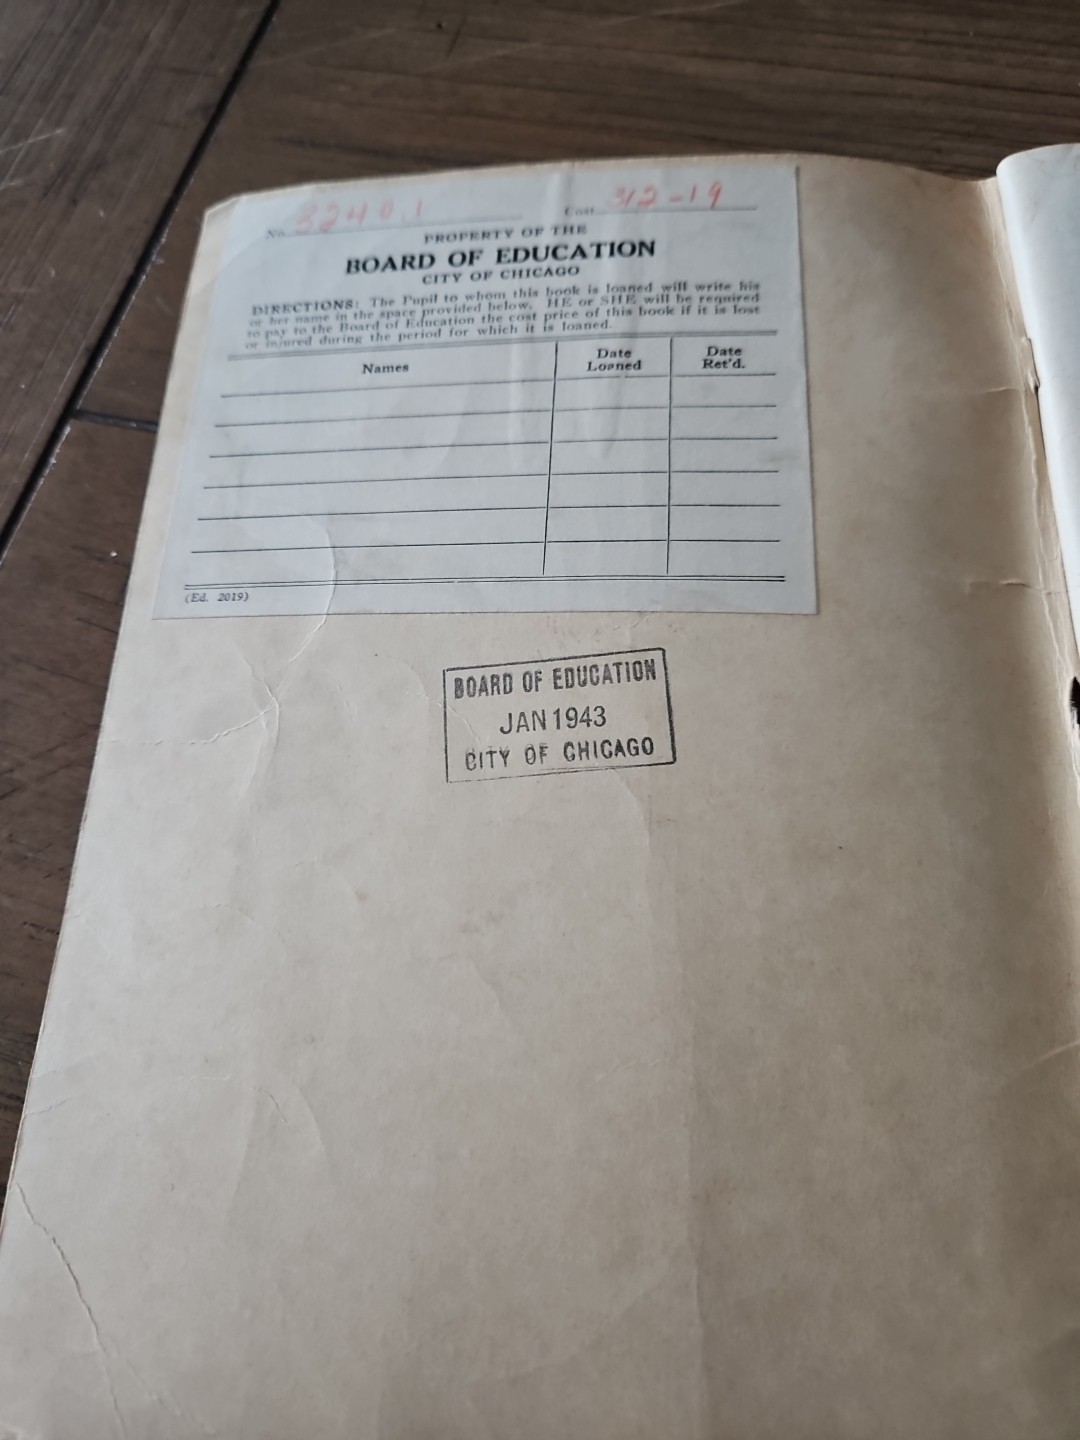 No. 8240.1 Cost 312-19
PROPERTY OF THE
BOARD OF EDUCATION
CITY OF CHICAGO
DIRECTIONS: The Pupil to whom this book is loaned will write his
or her name in the space provided below. HE or SHE will be required
to pay to the Board of Education the cost price of this book if it is lost
or injured during the period for which it is loaned.
Names Date Loaned Date Ret'd.
(Ed. 2019)
BOARD OF EDUCATION
JAN 1943
CITY OF CHICAGO